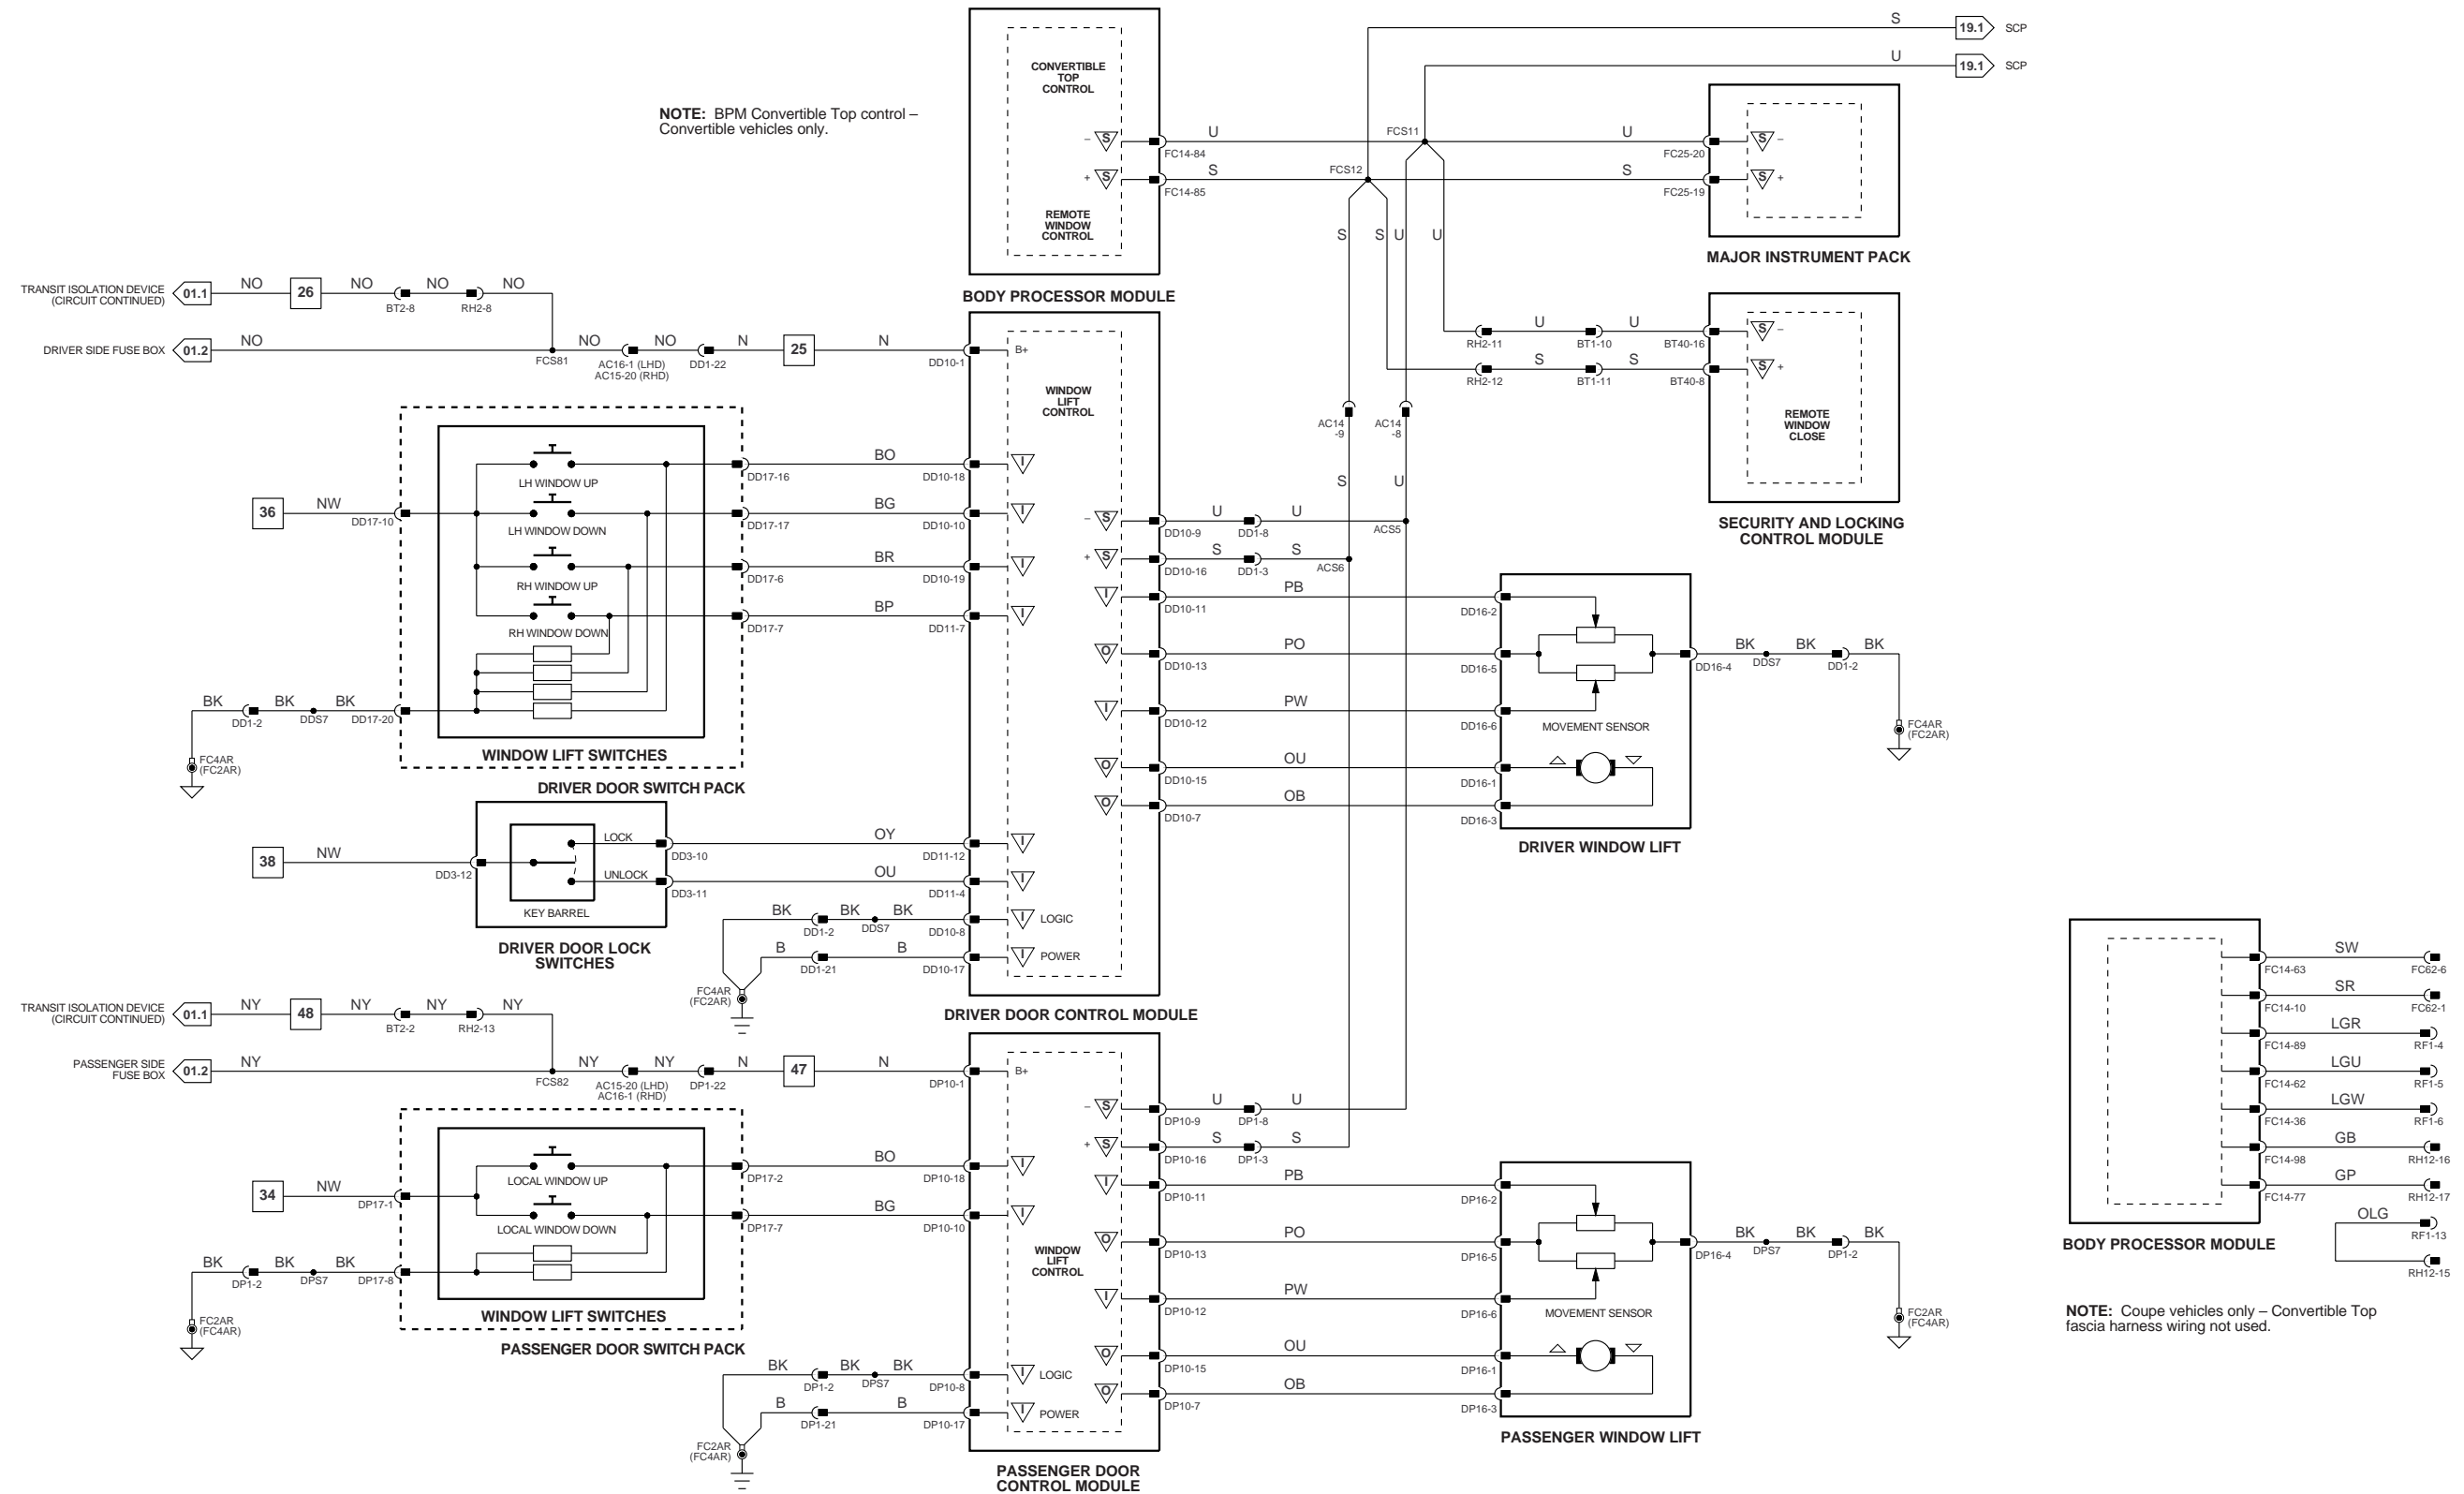 S
19.1
SCP
U
19.1
SCP
CONVERTIBLE
TOP
CONTROL
NOTE: BPM Convertible Top control –
Convertible vehicles only.
–
S
U
FC14-84
FCS11
U
FC25-20
S
–
+
S
S
FC14-85
FCS12
S
FC25-19
S
+
REMOTE
WINDOW
CONTROL
S
S
U
U
MAJOR INSTRUMENT PACK
BODY PROCESSOR MODULE
TRANSIT ISOLATION DEVICE
(CIRCUIT CONTINUED)
01.1
NO
26
NO
BT2-8
NO
RH2-8
NO
DRIVER SIDE FUSE BOX
01.2
NO
FCS81
NO
AC16-1 (LHD)
AC15-20 (RHD)
NO
DD1-22
N
25
N
DD10-1
B+
RH2-11
U
BT1-10
U
BT40-16
S
–
RH2-12
S
BT1-11
S
BT40-8
S
+
REMOTE
WINDOW
CLOSE
SECURITY AND LOCKING
CONTROL MODULE
AC14
-9
AC14
-8
S
U
WINDOW
LIFT
CONTROL
LH WINDOW UP
DD17-16
BO
DD10-18
I
36
NW
DD17-10
LH WINDOW DOWN
DD17-17
BG
DD10-10
I
RH WINDOW UP
DD17-6
BR
DD10-19
I
RH WINDOW DOWN
DD17-7
BP
DD11-7
I
BK
DD1-2
BK
DDS7
BK
DD17-20
FC4AR
(FC2AR)
WINDOW LIFT SWITCHES
DRIVER DOOR SWITCH PACK
–
S
DD10-9
U
DD1-8
U
ACS5
+
S
DD10-16
S
DD1-3
S
ACS6
I
DD10-11
PB
DD16-2
O
DD10-13
PO
DD16-5
DD16-4
BK
DDS7
BK
DD1-2
BK
FC4AR
(FC2AR)
I
DD10-12
PW
DD16-6
MOVEMENT SENSOR
O
DD10-15
OU
DD16-1
O
DD10-7
OB
DD16-3
DRIVER WINDOW LIFT
38
NW
DD3-12
LOCK
DD3-10
OY
DD11-12
I
UNLOCK
DD3-11
OU
DD11-4
I
KEY BARREL
DRIVER DOOR LOCK
SWITCHES
BK
DD1-2
BK
DDS7
BK
DD10-8
I
LOGIC
B
DD1-21
B
DD10-17
I
POWER
FC4AR
(FC2AR)
DRIVER DOOR CONTROL MODULE
TRANSIT ISOLATION DEVICE
(CIRCUIT CONTINUED)
01.1
NY
48
NY
BT2-2
NY
RH2-13
NY
PASSENGER SIDE
FUSE BOX
01.2
NY
FCS82
NY
AC15-20 (LHD)
AC16-1 (RHD)
NY
DP1-22
N
47
N
DP10-1
B+
34
NW
DP17-1
LOCAL WINDOW UP
DP17-2
BO
DP10-18
I
LOCAL WINDOW DOWN
DP17-7
BG
DP10-10
I
BK
DP1-2
BK
DPS7
BK
DP17-8
FC2AR
(FC4AR)
WINDOW LIFT SWITCHES
PASSENGER DOOR SWITCH PACK
WINDOW
LIFT
CONTROL
–
S
DP10-9
U
DP1-8
U
+
S
DP10-16
S
DP1-3
S
I
DP10-11
PB
DP16-2
O
DP10-13
PO
DP16-5
DP16-4
BK
DPS7
BK
DP1-2
BK
FC2AR
(FC4AR)
I
DP10-12
PW
DP16-6
MOVEMENT SENSOR
O
DP10-15
OU
DP16-1
O
DP10-7
OB
DP16-3
PASSENGER WINDOW LIFT
BK
DP1-2
BK
DPS7
BK
DP10-8
I
LOGIC
B
DP1-21
B
DP10-17
I
POWER
FC2AR
(FC4AR)
PASSENGER DOOR
CONTROL MODULE
FC14-63
SW
FC62-6
FC14-10
SR
FC62-1
FC14-89
LGR
RF1-4
FC14-62
LGU
RF1-5
FC14-36
LGW
RF1-6
FC14-98
GB
RH12-16
FC14-77
GP
RH12-17
OLG
RF1-13
RH12-15
BODY PROCESSOR MODULE
NOTE: Coupe vehicles only – Convertible Top
fascia harness wiring not used.